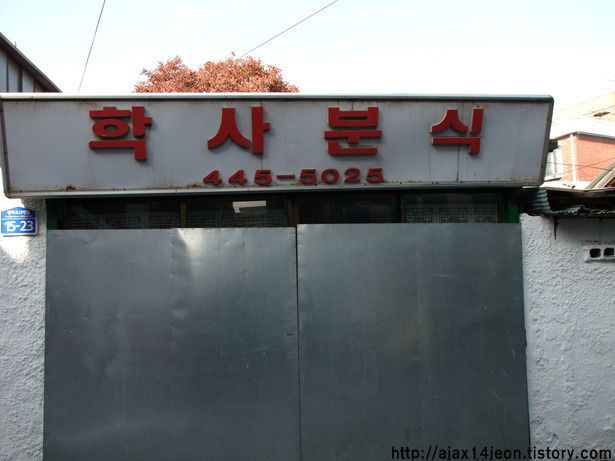 학사분식
445-5025
15-23
http://ajax14jeon.tistory.com